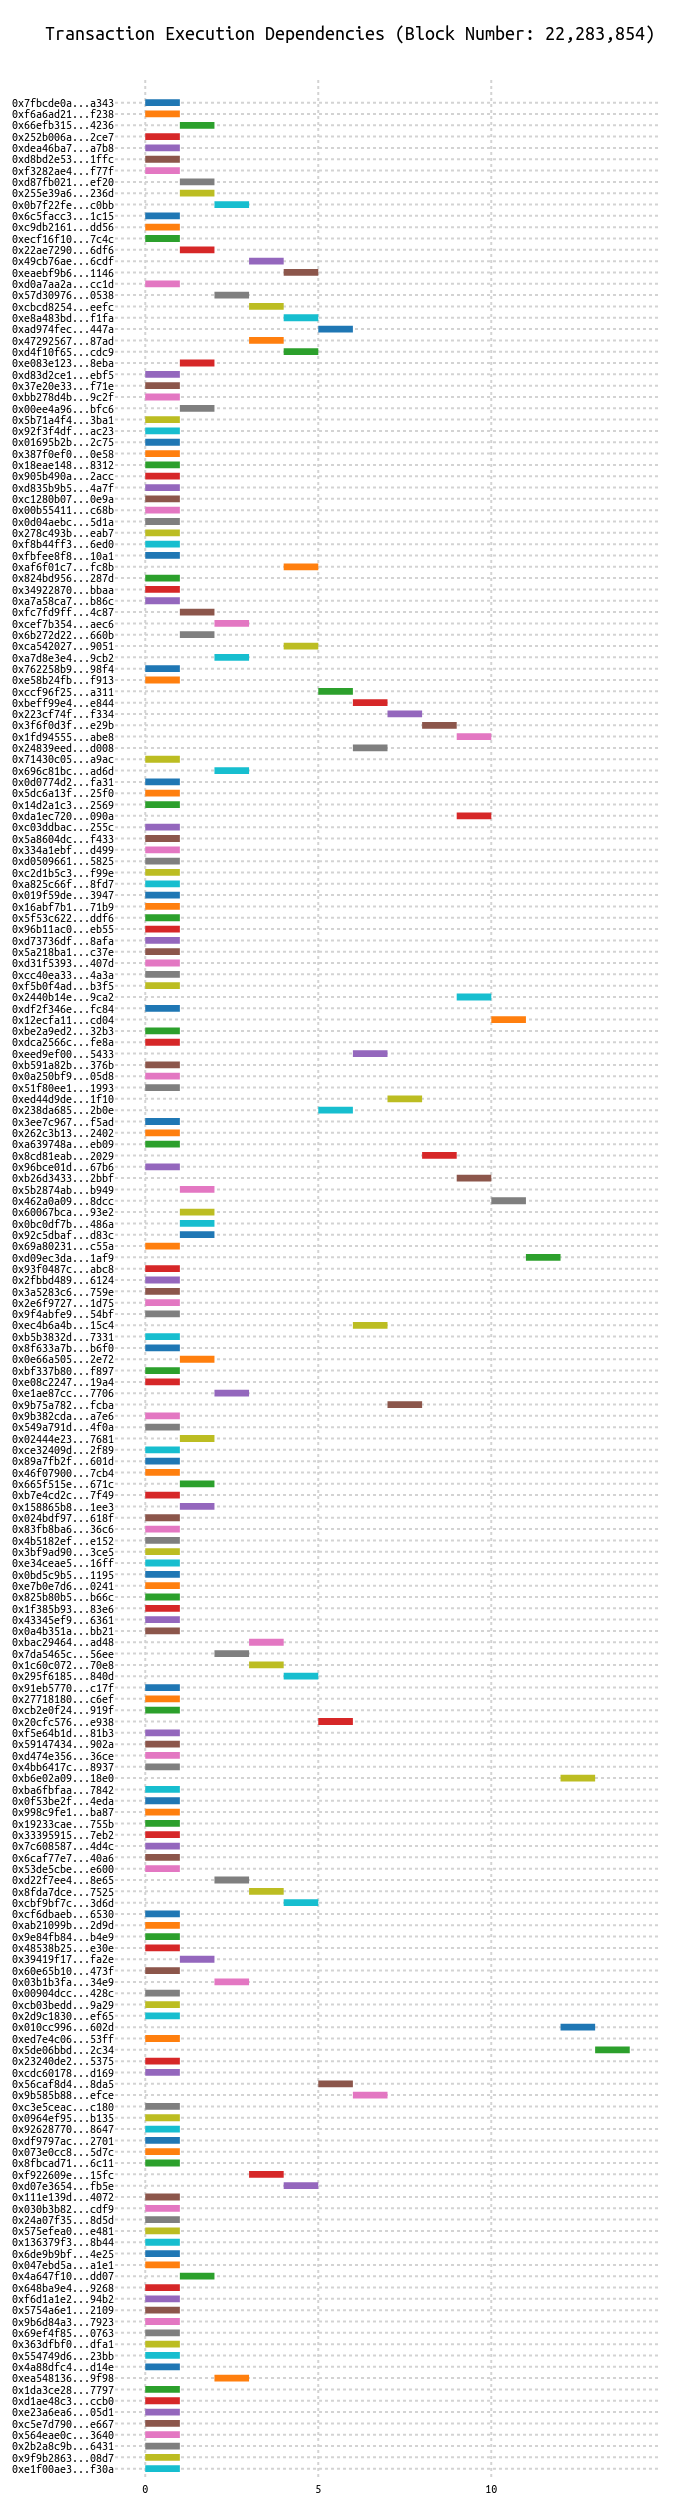 Transaction Execution Dependencies (Block Number: 22,283,854)
0x7fbcde0a...a343
0xf6a6ad21...f238
0x66efb315...4236
0x252b006a...2ce7
0xdea46ba7...a7b8
0xd8bd2e53...1ffc
0xf3282ae4...f77f
0xd87fb021...ef20
0x255e39a6...236d
0x0b7f22fe...c0bb
0x6c5facc3...1c15
0xc9db2161...dd56
0xecf16f10...7c4c
0x22ae7290...6df6
0x49cb76ae...6cdf
0xeaebf9b6...1146
0xd0a7aa2a...cc1d
0x57d30976...0538
0xcbcd8254...eefc
0xe8a483bd...f1fa
0xad974fec...447a
0x47292567...87ad
0xd4f10f65...cdc9
0xe083e123...8eba
0xd83d2ce1...ebf5
0x37e20e33...f71e
0xbb278d4b...9c2f
0x00ee4a96...bfc6
0x5b71a4f4...3ba1
0x92f3f4df...ac23
0x01695b2b...2c75
0x387f0ef0...0e58
0x18eae148...8312
0x905b490a...2acc
0xd835b9b5...4a7f
0xc1280b07...0e9a
0x00b55411...c68b
0x0d04aebc...5d1a
0x278c493b...eab7
0xf8b44ff3...6ed0
0xfbfee8f8...10a1
0xaf6f01c7...fc8b
0x824bd956...287d
0x34922870...bbaa
0xa7a58ca7...b86c
0xfc7fd9ff...4c87
0xcef7b354...aec6
0x6b272d22...660b
0xca542027...9051
0xa7d8e3e4...9cb2
0x762258b9...98f4
0xe58b24fb...f913
0xccf96f25...a311
0xbeff99e4...e844
0x223cf74f...f334
0x3f6f0d3f...e29b
0x1fd94555...abe8
0x24839eed...d008
0x71430c05...a9ac
0x696c81bc...ad6d
0x0d0774d2...fa31
0x5dc6a13f...25f0
0x14d2a1c3...2569
0xda1ec720...090a
0xc03ddbac...255c
0x5a8604dc...f433
0x334a1ebf...d499
0xd0509661...5825
0xc2d1b5c3...f99e
0xa825c66f...8fd7
0x019f59de...3947
0x16abf7b1...71b9
0x5f53c622...ddf6
0x96b11ac0...eb55
0xd73736df...8afa
0x5a218ba1...c37e
0xd31f5393...407d
0xcc40ea33...4a3a
0xf5b0f4ad...b3f5
0x2440b14e...9ca2
0xdf2f346e...fc84
0x12ecfa11...cd04
0xbe2a9ed2...32b3
0xdca2566c...fe8a
0xeed9ef00...5433
0xb591a82b...376b
0x0a250bf9...05d8
0x51f80ee1...1993
0xed44d9de...1f10
0x238da685...2b0e
0x3ee7c967...f5ad
0x262c3b13...2402
0xa639748a...eb09
0x8cd81eab...2029
0x96bce01d...67b6
0xb26d3433...2bbf
0x5b2874ab...b949
0x462a0a09...8dcc
0x60067bca...93e2
0x0bc0df7b...486a
0x92c5dbaf...d83c
0x69a80231...c55a
0xd09ec3da...1af9
0x93f0487c...abc8
0x2fbbd489...6124
0x3a5283c6...759e
0x2e6f9727...1d75
0x9f4abfe9...54bf
0xec4b6a4b...15c4
0xb5b3832d...7331
0x8f633a7b...b6f0
0x0e66a505...2e72
0xbf337b80...f897
0xe08c2247...19a4
0xe1ae87cc...7706
0x9b75a782...fcba
0x9b382cda...a7e6
0x549a791d...4f0a
0x02444e23...7681
0xce32409d...2f89
0x89a7fb2f...601d
0x46f07900...7cb4
0x665f515e...671c
0xb7e4cd2c...7f49
0x158865b8...1ee3
0x024bdf97...618f
0x83fb8ba6...36c6
0x4b5182ef...e152
0x3bf9ad90...3ce5
0xe34ceae5...16ff
0x0bd5c9b5...1195
0xe7b0e7d6...0241
0x825b80b5...b66c
0x1f385b93...83e6
0x43345ef9...6361
0x0a4b351a...bb21
0xbac29464...ad48
0x7da5465c...56ee
0x1c60c072...70e8
0x295f6185...840d
0x91eb5770...c17f
0x27718180...c6ef
0xcb2e0f24...919f
0x20cfc576...e938
0xf5e64b1d...81b3
0x59147434...902a
0xd474e356...36ce
0x4bb6417c...8937
0xb6e02a09...18e0
0xba6fbfaa...7842
0x0f53be2f...4eda
0x998c9fe1...ba87
0x19233cae...755b
0x33395915...7eb2
0x7c608587...4d4c
0x6caf77e7...40a6
0x53de5cbe...e600
0xd22f7ee4...8e65
0x8fda7dce...7525
0xcbf9bf7c...3d6d
0xcf6dbaeb...6530
0xab21099b...2d9d
0x9e84fb84...b4e9
0x48538b25...e30e
0x39419f17...fa2e
0x60e65b10...473f
0x03b1b3fa...34e9
0x00904dcc...428c
0xcb03bedd...9a29
0x2d9c1830...ef65
0x010cc996...602d
0xed7e4c06...53ff
0x5de06bbd...2c34
0x23240de2...5375
0xcdc60178...d169
0x56caf8d4...8da5
0x9b585b88...efce
0xc3e5ceac...c180
0x0964ef95...b135
0x92628770...8647
0xdf9797ac...2701
0x073e0cc8...5d7c
0x8fbcad71...6c11
0xf922609e...15fc
0xd07e3654...fb5e
0x111e139d...4072
0x030b3b82...cdf9
0x24a07f35...8d5d
0x575efea0...e481
0x136379f3...8b44
0x6de9b9bf...4e25
0x047ebd5a...a1e1
0x4a647f10...dd07
0x648ba9e4...9268
0xf6d1a1e2...94b2
0x5754a6e1...2109
0x9b6d84a3...7923
0x69ef4f85...0763
0x363dfbf0...dfa1
0x554749d6...23bb
0x4a88dfc4...d14e
0xea548136...9f98
0x1da3ce28...7797
0xd1ae48c3...ccb0
0xe23a6ea6...05d1
0xc5e7d790...e667
0x564eae0c...3640
0x2b2a8c9b...6431
0x9f9b2863...08d7
0xe1f00ae3...f30a
0 5 10